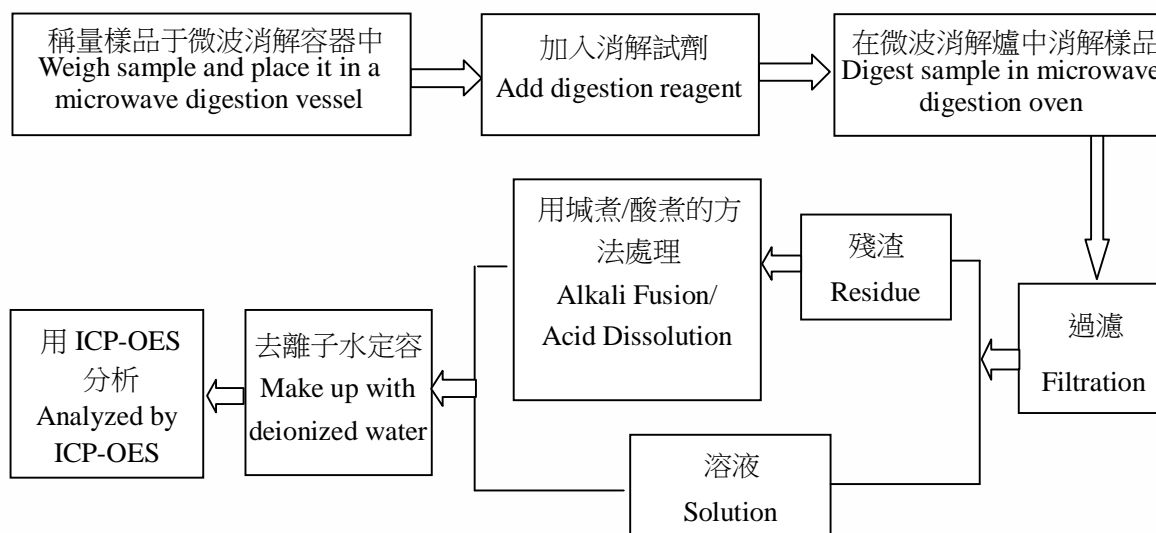 稱量樣品于微波消解容器中
Weigh sample and place it in a
microwave digestion vessel
加入消解試劑
Add digestion reagent
在微波消解爐中消解樣品
Digest sample in microwave
digestion oven
用堿煮/酸煮的方
法處理
Alkali Fusion/
Acid Dissolution
殘渣
Residue
過濾
Filtration
用 ICP-OES
分析
Analyzed by
ICP-OES
去離子水定容
Make up with
deionized water
溶液
Solution